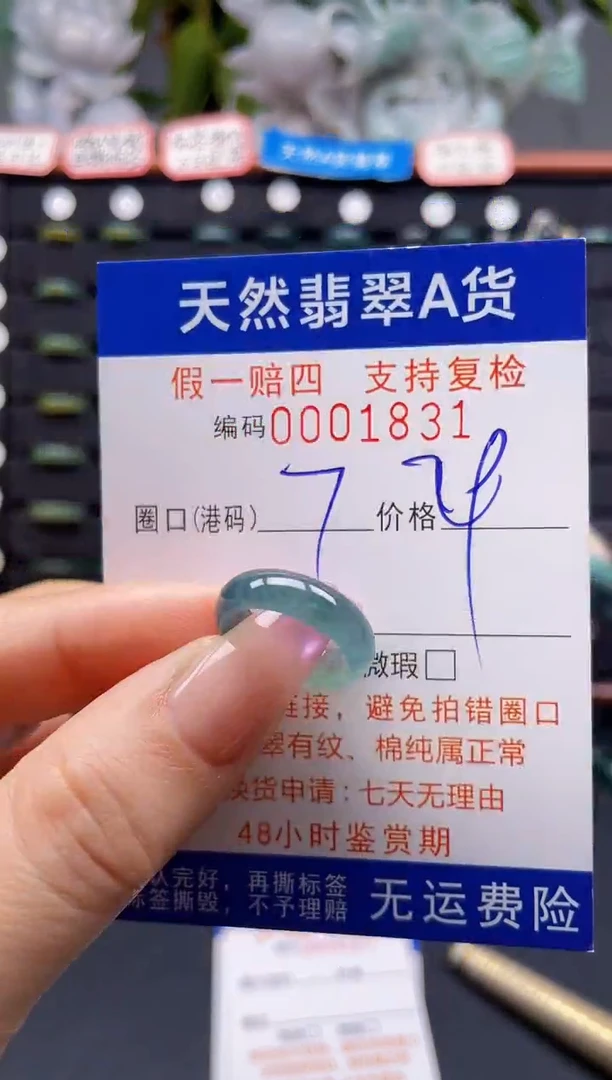 天然翡翠A货
假一赔四 支持复检
编码0001831
圈口(港码) 7 价格
微瑕□
接，避免拍错圈口
翠有纹、棉纯属正常
换货申请：七天无理由
48小时鉴赏期
认完好，再撕标签
标签撕毁，不予理赔
无运费险